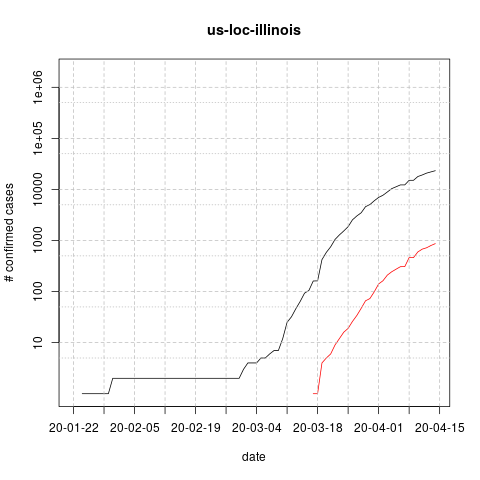 us-loc-illinois
# confirmed cases
1e+06
1e+05
10000
1000
100
10
20-01-22 20-02-05 20-02-19 20-03-04 20-03-18 20-04-01 20-04-15
date